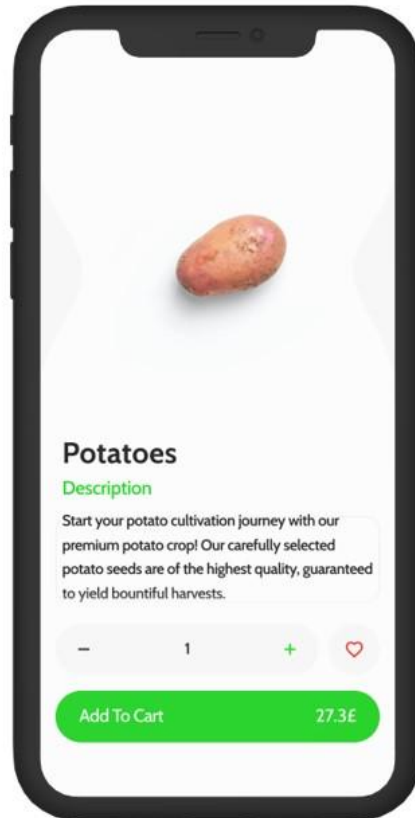 Potatoes
Description
Start your potato cultivation journey with our
premium potato crop! Our carefully selected
potato seeds are of the highest quality, guaranteed
to yield bountiful harvests.
− 1 +
Add To Cart 27.3£